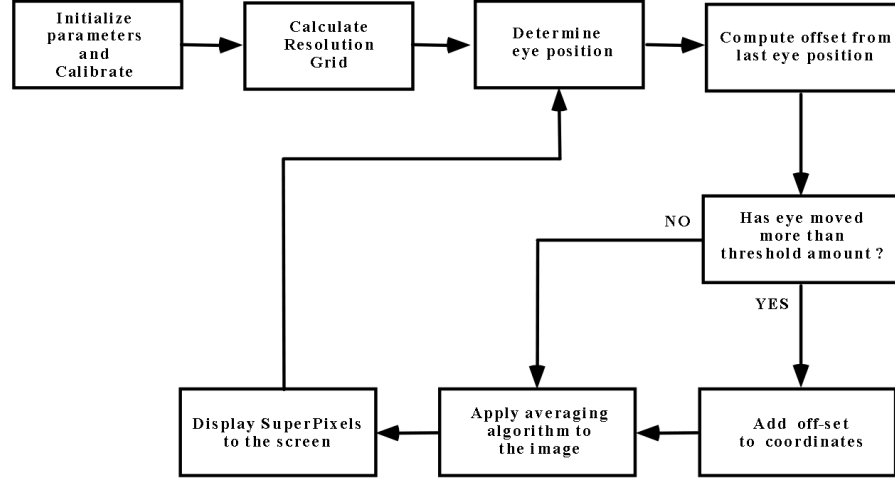 Initialize
parameters
and
Calibrate
Calculate
Resolution
Grid
Determine
eye position
Compute offset from
last eye position
Has eye moved
more than
threshold amount ?
NO
YES
Add off-set
to coordinates
Apply averaging
algorithm to
the image
Display SuperPixels
to the screen